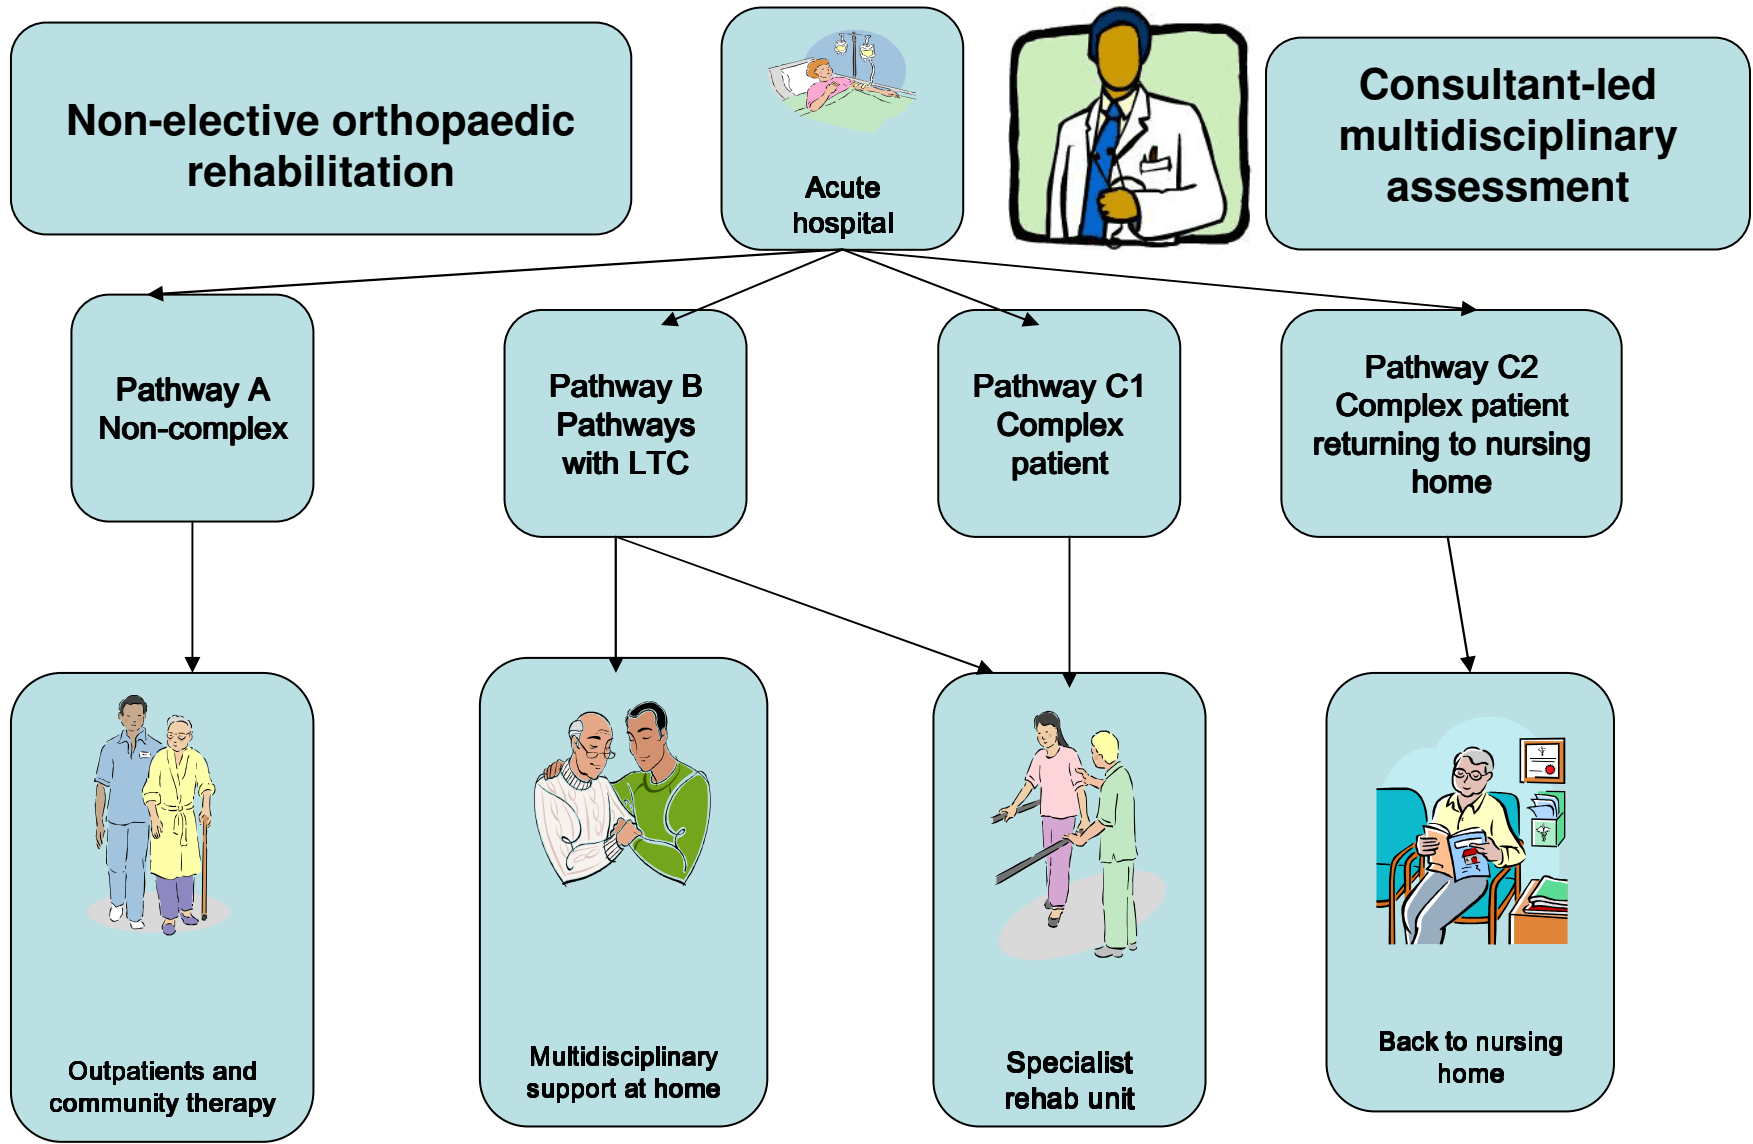 Non-elective orthopaedic
rehabilitation
Acute
hospital
Consultant-led
multidisciplinary
assessment
Pathway A
Non-complex
Pathway B
Pathways
with LTC
Pathway C1
Complex
patient
Pathway C2
Complex patient
returning to nursing
home
Outpatients and
community therapy
Multidisciplinary
support at home
Specialist
rehab unit
Back to nursing
home